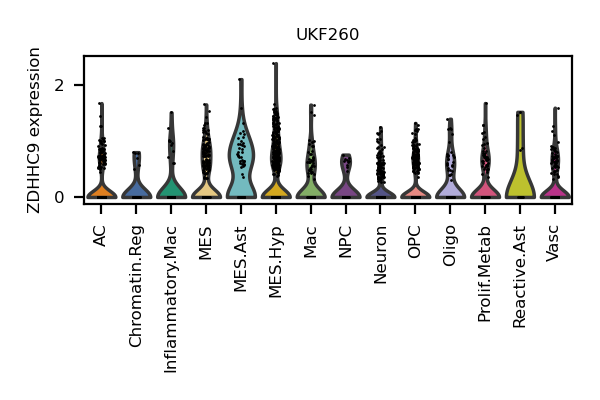 UKF260
ZDHHC9 expression
2
0
AC
Chromatin.Reg
Inflammatory.Mac
MES
MES.Ast
MES.Hyp
Mac
NPC
Neuron
OPC
Oligo
Prolif.Metab
Reactive.Ast
Vasc